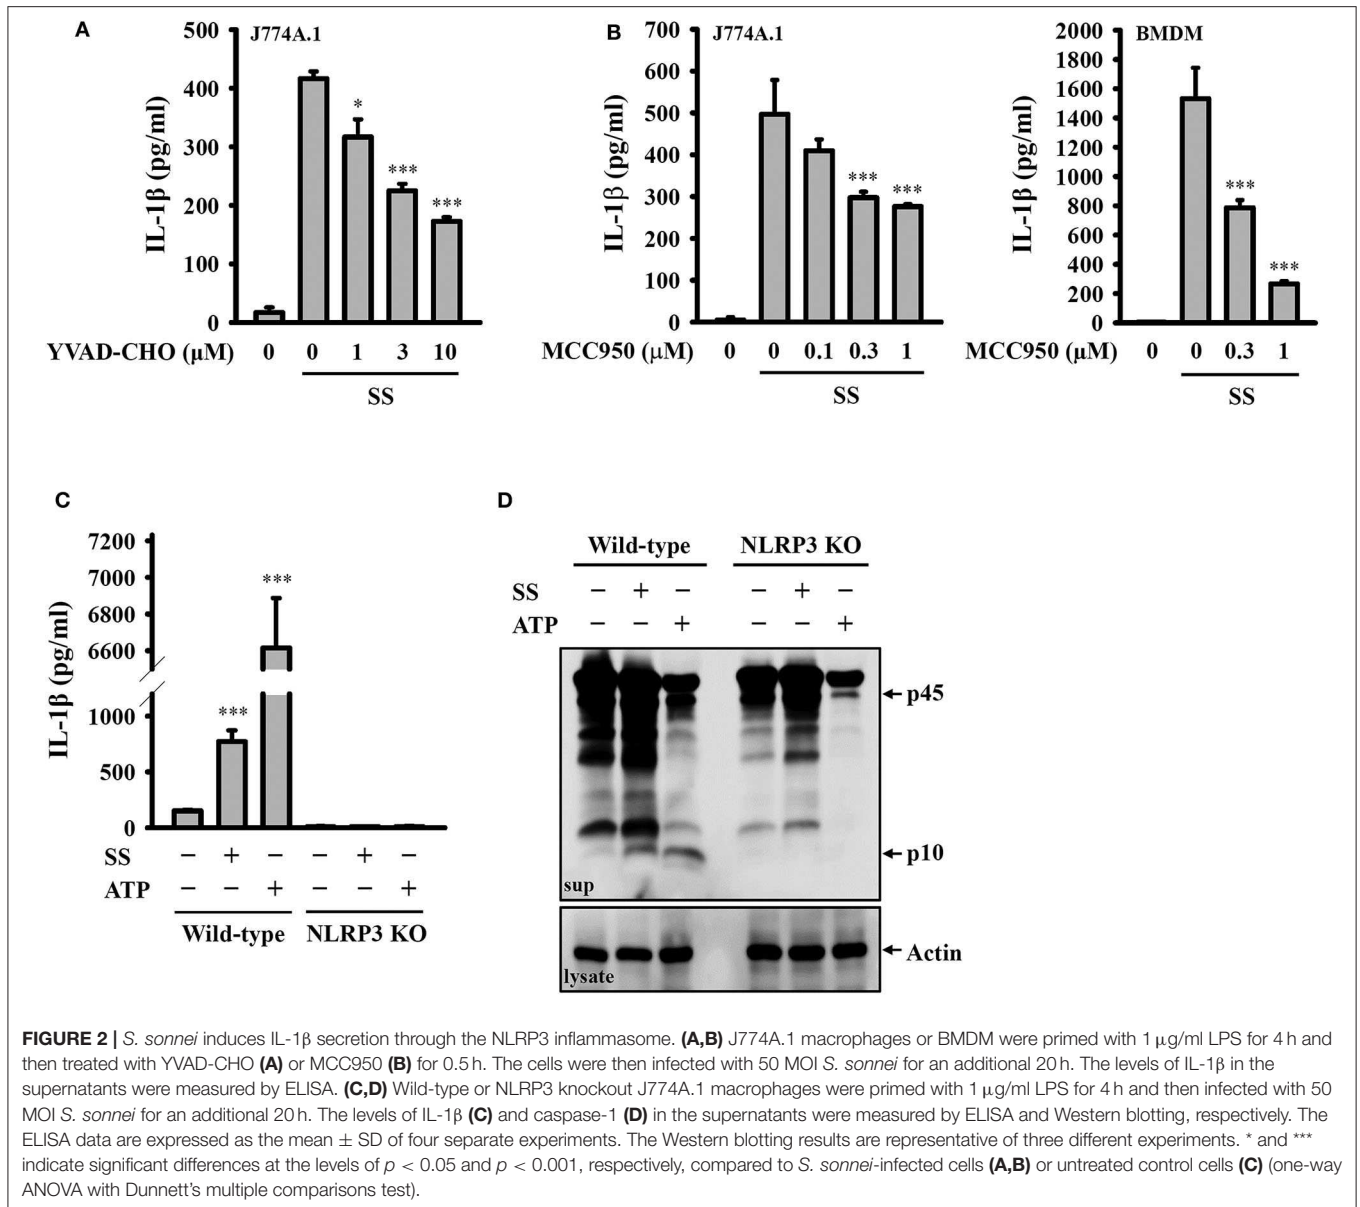 A
J774A.1
IL-1β (pg/ml)
500
400
300
200
100
0
*
***
***
YVAD-CHO (μM) 0 0 1 3 10
SS
B
J774A.1
IL-1β (pg/ml)
700
600
500
400
300
200
100
0
***
***
MCC950 (μM) 0 0 0.1 0.3 1
SS
BMDM
IL-1β (pg/ml)
2000
1800
1600
1400
1200
1000
800
600
400
200
0
***
***
MCC950 (μM) 0 0 0.3 1
SS
C
IL-1β (pg/ml)
7200
7000
6800
6600
1000
500
0
***
***
SS − + − − + −
ATP − − + − − +
Wild-type NLRP3 KO
D
Wild-type NLRP3 KO
SS − + − − + −
ATP − − + − − +
p45
p10
sup
Actin
lysate
FIGURE 2 | S. sonnei induces IL-1β secretion through the NLRP3 inflammasome. (A,B) J774A.1 macrophages or BMDM were primed with 1 μg/ml LPS for 4 h and
then treated with YVAD-CHO (A) or MCC950 (B) for 0.5 h. The cells were then infected with 50 MOI S. sonnei for an additional 20 h. The levels of IL-1β in the
supernatants were measured by ELISA. (C,D) Wild-type or NLRP3 knockout J774A.1 macrophages were primed with 1 μg/ml LPS for 4 h and then infected with 50
MOI S. sonnei for an additional 20 h. The levels of IL-1β (C) and caspase-1 (D) in the supernatants were measured by ELISA and Western blotting, respectively. The
ELISA data are expressed as the mean ± SD of four separate experiments. The Western blotting results are representative of three different experiments. * and ***
indicate significant differences at the levels of p < 0.05 and p < 0.001, respectively, compared to S. sonnei-infected cells (A,B) or untreated control cells (C) (one-way
ANOVA with Dunnett's multiple comparisons test).